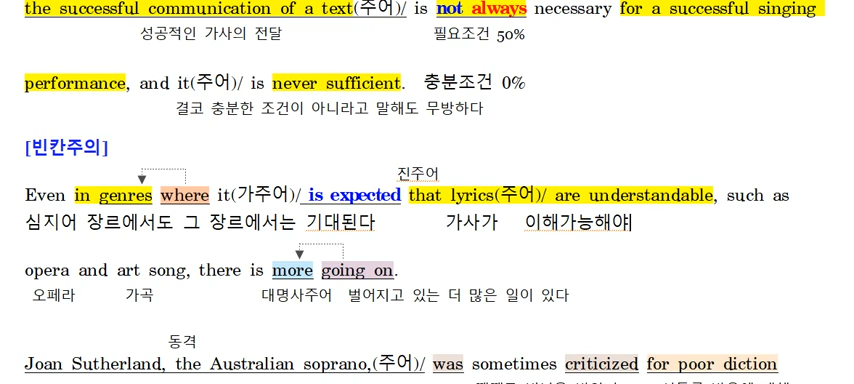 the successful communication of a text(주어)/ is not always necessary for a successful singing
성공적인 가사의 전달 필요조건 50%
performance, and it(주어)/ is never sufficient. 충분조건 0%
결코 충분한 조건이 아니라고 말해도 무방하다
[빈칸주의]
진주어
Even in genres where it(가주어)/ is expected that lyrics(주어)/ are understandable, such as
심지어 장르에서도 그 장르에서는 기대된다 가사가 이해가능해야
opera and art song, there is more going on.
오페라 가곡 대명사주어 벌어지고 있는 더 많은 일이 있다
동격
Joan Sutherland, the Australian soprano,(주어)/ was sometimes criticized for poor diction